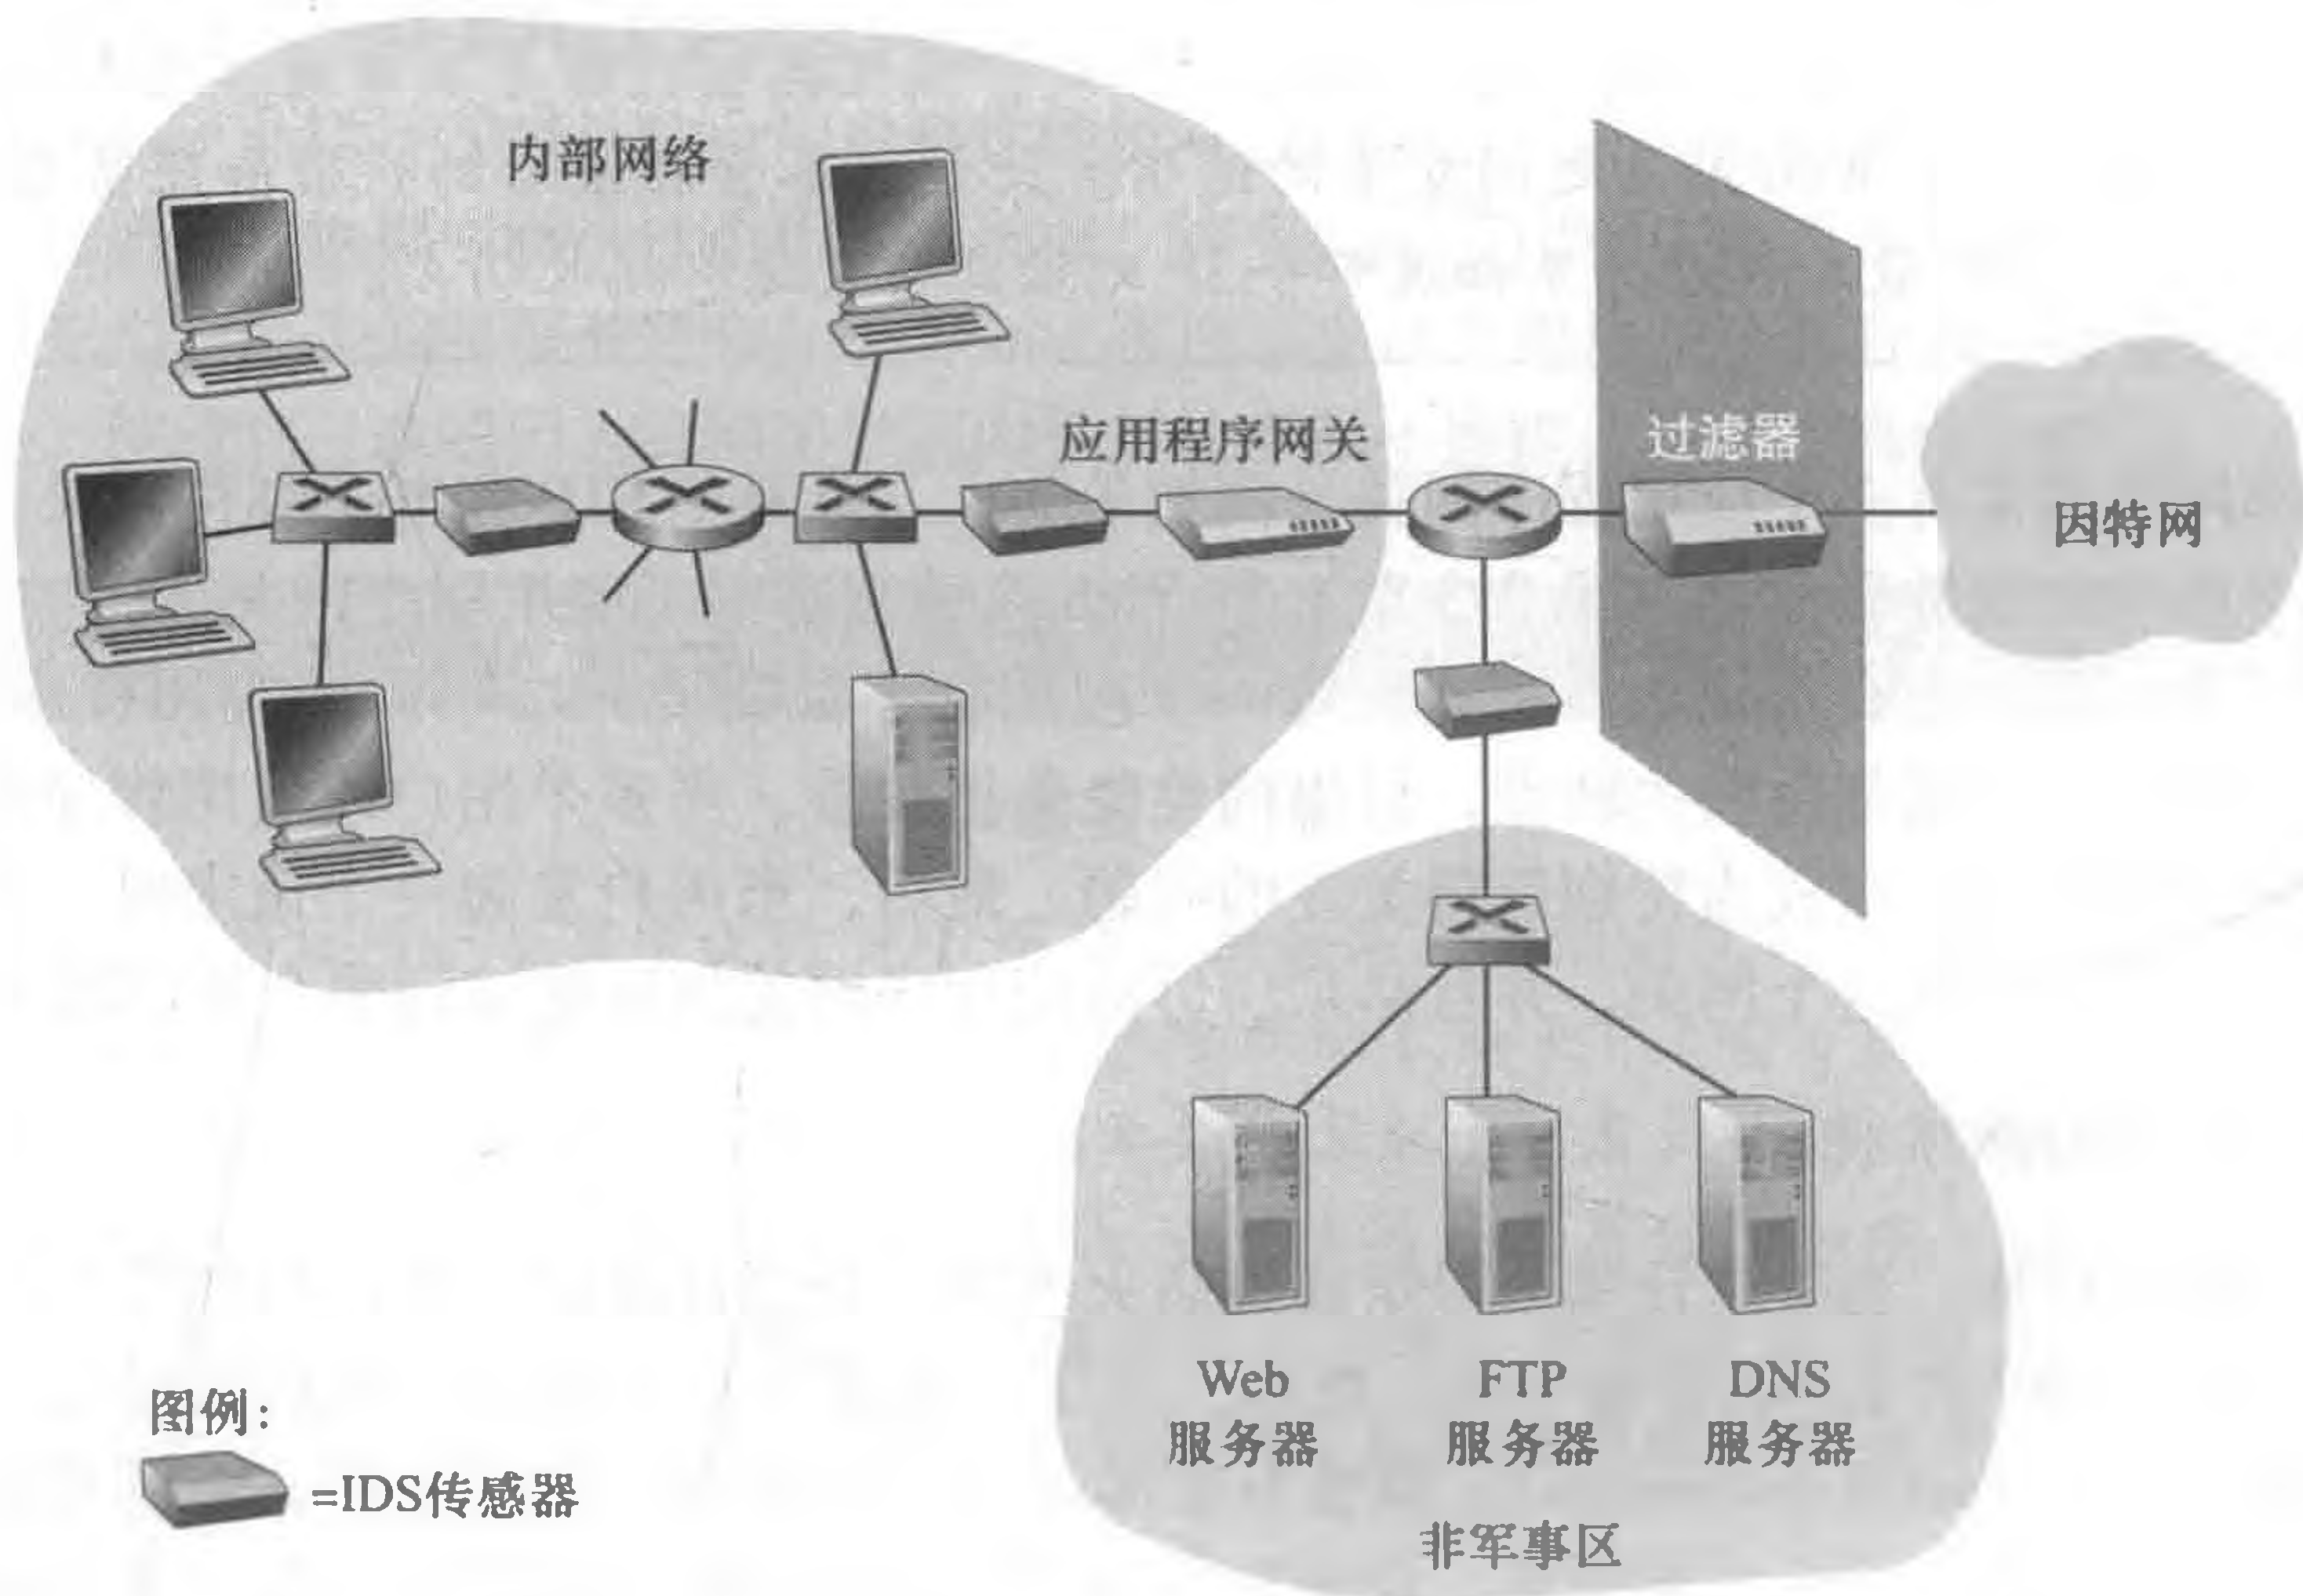 内部网络
应用程序网关
过滤器
因特网
Web
服务器
FTP
服务器
DNS
服务器
非军事区
图例：
=IDS传感器